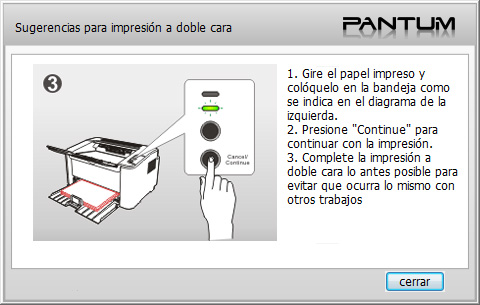 Sugerencias para impresión a doble cara
PANTUM
3
Cancel/
Continue
1. Gire el papel impreso y
colóquelo en la bandeja como
se indica en el diagrama de la
izquierda.
2. Presione "Continue" para
continuar con la impresión.
3. Complete la impresión a
doble cara lo antes posible para
evitar que ocurra lo mismo con
otros trabajos
cerrar